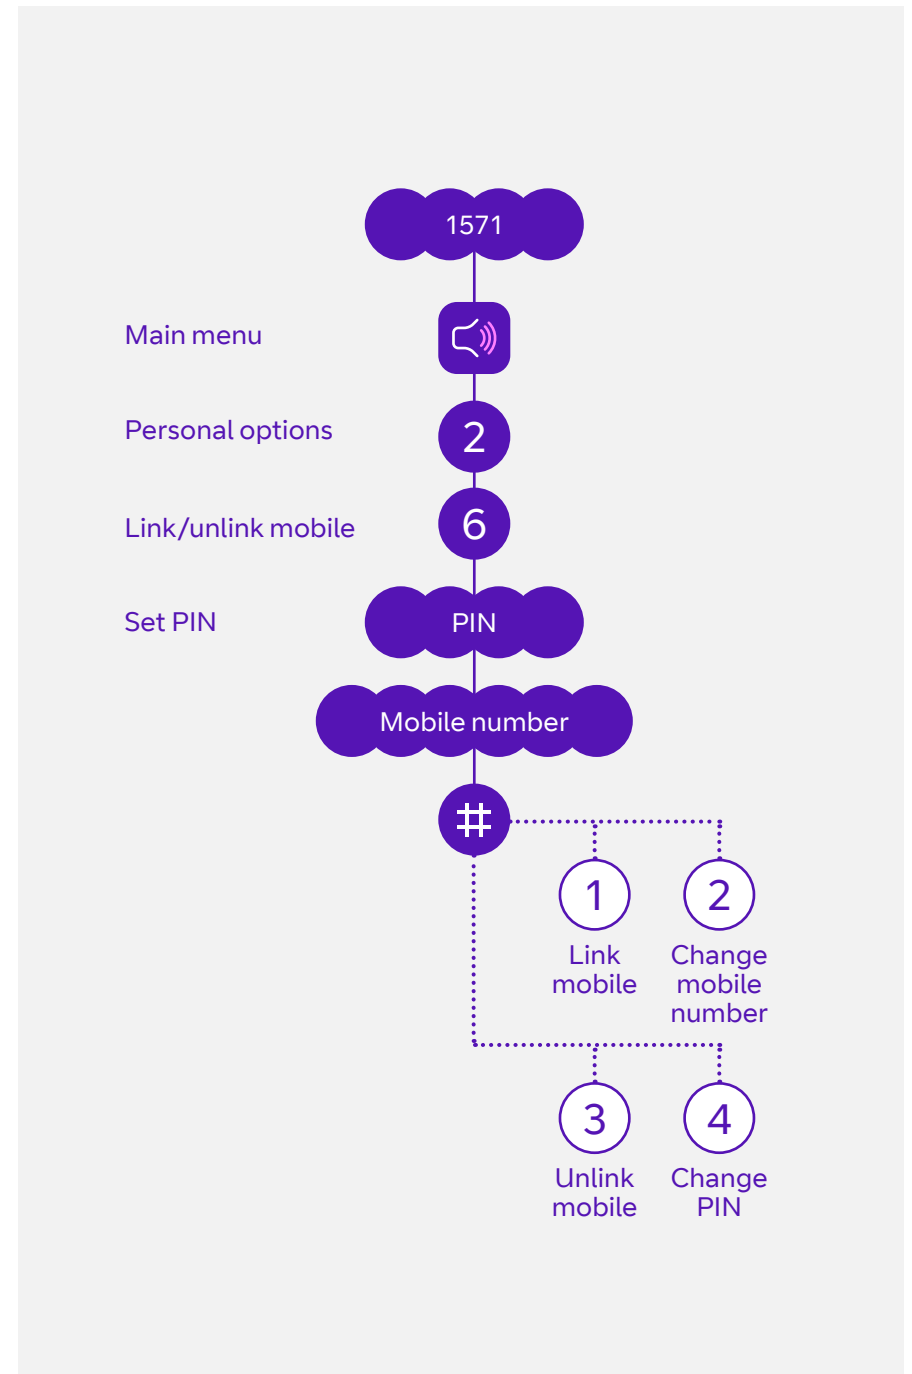 1571
Main menu
Personal options
2
Link/unlink mobile
6
Set PIN
PIN
Mobile number
#
1
2
Link
mobile
Change
mobile
number
3
4
Unlink
mobile
Change
PIN